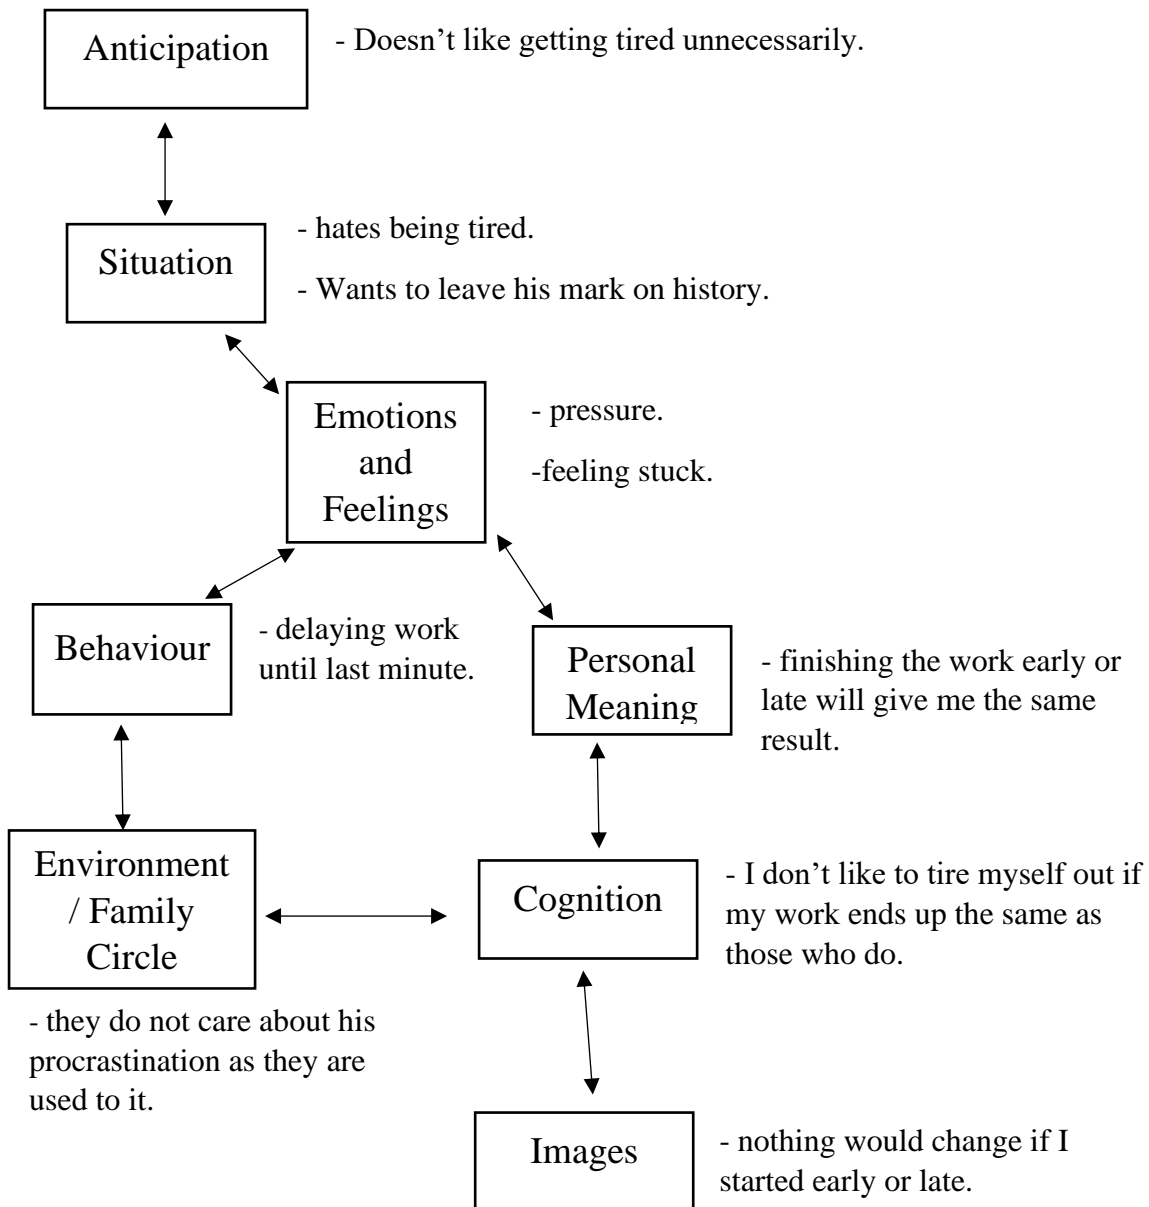 Anticipation
- Doesn’t like getting tired unnecessarily.
Situation
- hates being tired.
- Wants to leave his mark on history.
Emotions
and
Feelings
- pressure.
-feeling stuck.
Behaviour
- delaying work
until last minute.
Personal
Meaning
- finishing the work early or
late will give me the same
result.
Environment
/ Family
Circle
- they do not care about his
procrastination as they are
used to it.
Cognition
- I don’t like to tire myself out if
my work ends up the same as
those who do.
Images
- nothing would change if I
started early or late.